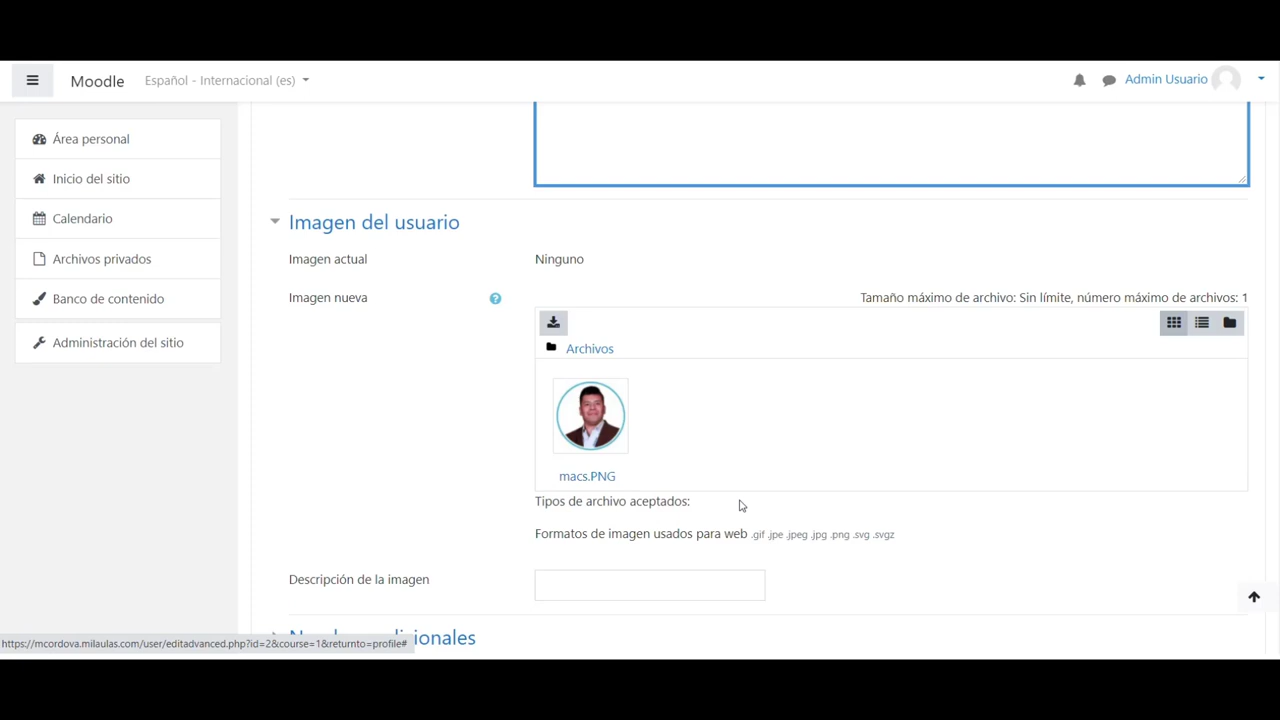 Moodle
Español - Internacional (es)
Admin Usuario
Área personal
Inicio del sitio
Calendario
Archivos privados
Banco de contenido
Administración del sitio
Imagen del usuario
Imagen actual
Ninguno
Imagen nueva
Tamaño máximo de archivo: Sin límite, número máximo de archivos: 1
Archivos
macs.PNG
Tipos de archivo aceptados:
Formatos de imagen usados para web .gif .jpe .jpeg .jpg .png .svg .svgz
Descripción de la imagen
https://mcordova.milaulas.com/user/editadvanced.php?id=2&course=1&returnto=profile#